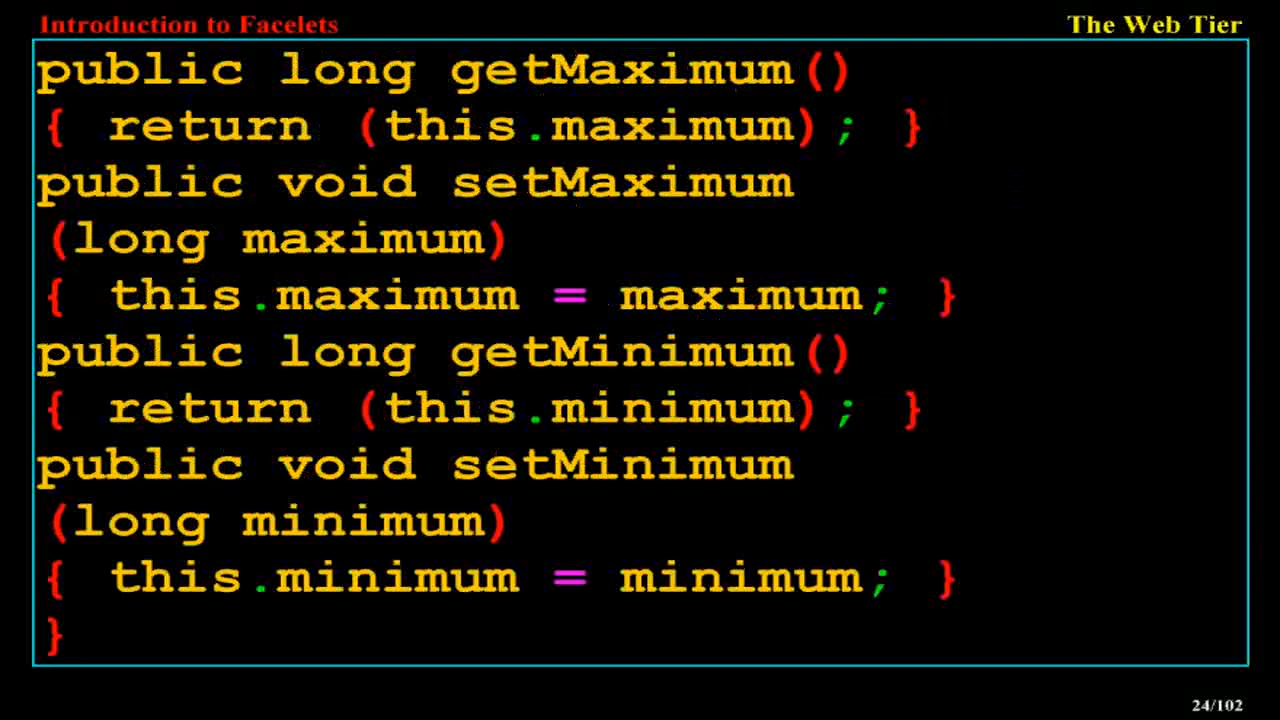 Introduction to Facelets
The Web Tier
public long getMaximum()
{ return (this.maximum); }
public void setMaximum
(long maximum)
{ this.maximum = maximum; }
public long getMinimum()
{ return (this.minimum); }
public void setMinimum
(long minimum)
{ this.minimum = minimum; }
}
24/102